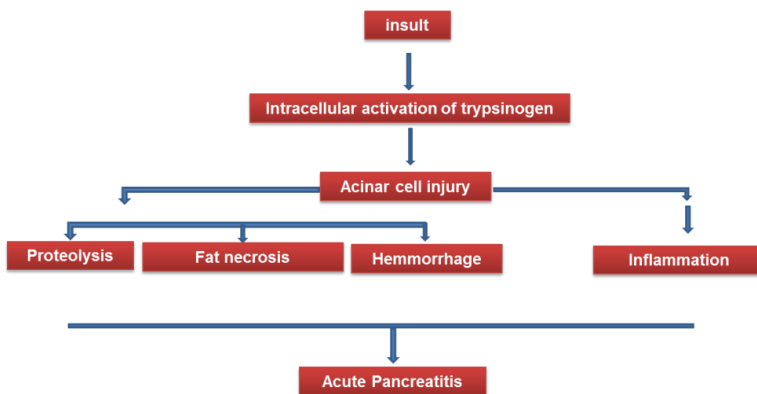 insult
Intracellular activation of trypsinogen
Acinar cell injury
Proteolysis
Fat necrosis
Hemmorrhage
Inflammation
Acute Pancreatitis